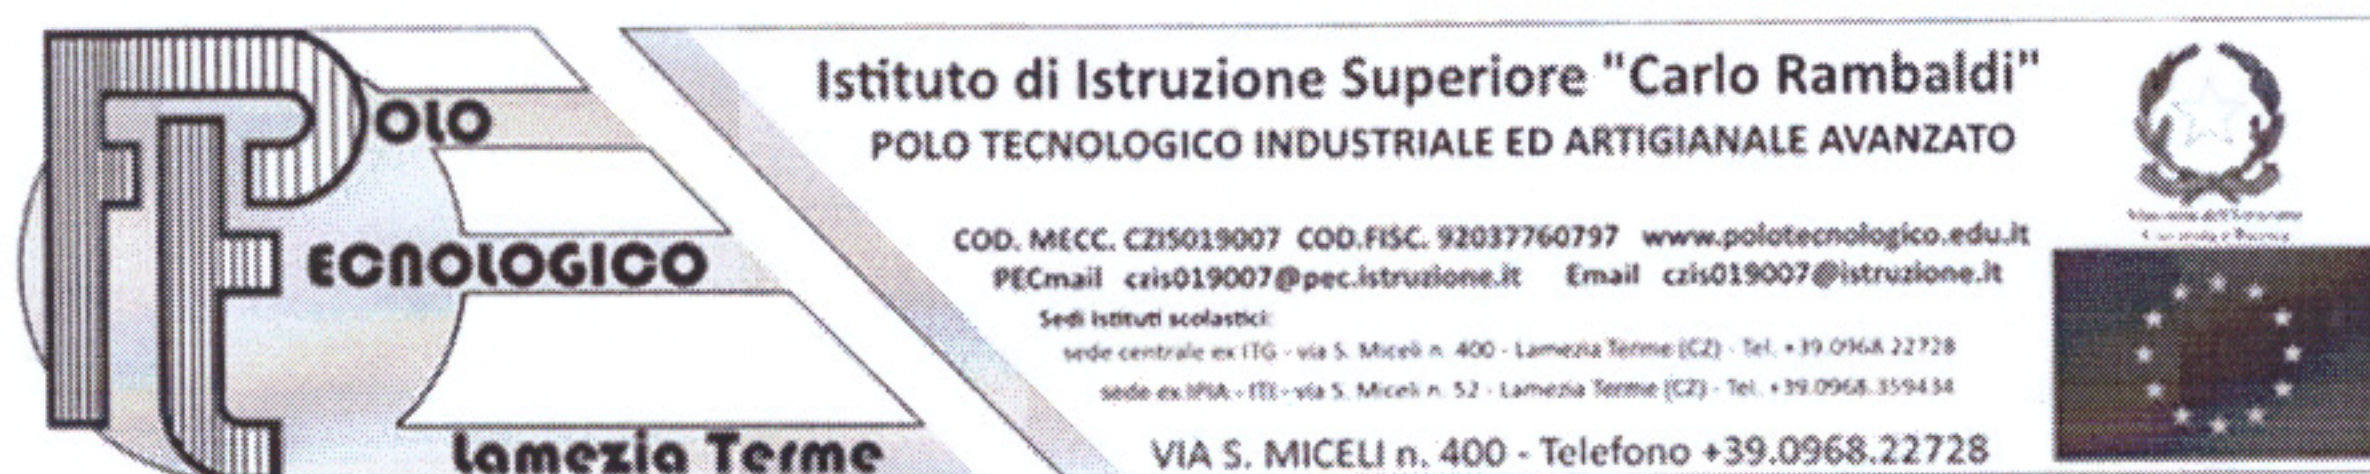 POLO
TECNOLOGICO
Lamezia Terme
Istituto di Istruzione Superiore "Carlo Rambaldi"
POLO TECNOLOGICO INDUSTRIALE ED ARTIGIANALE AVANZATO
COD. MECC. CZIS019007 COD.FISC. 92037760797 www.polotecnologico.edu.it
PECmail czis019007@pec.istruzione.it Email czis019007@istruzione.it
Sedi istituti scolastici:
sede centrale ex ITG - via S. Miceli n. 400 - Lamezia Terme (CZ) - Tel. +39.0968.22728
sede ex IPIA - ITI - via S. Miceli n. 52 - Lamezia Terme (CZ) - Tel. +39.0968.359434
VIA S. MICELI n. 400 - Telefono +39.0968.22728